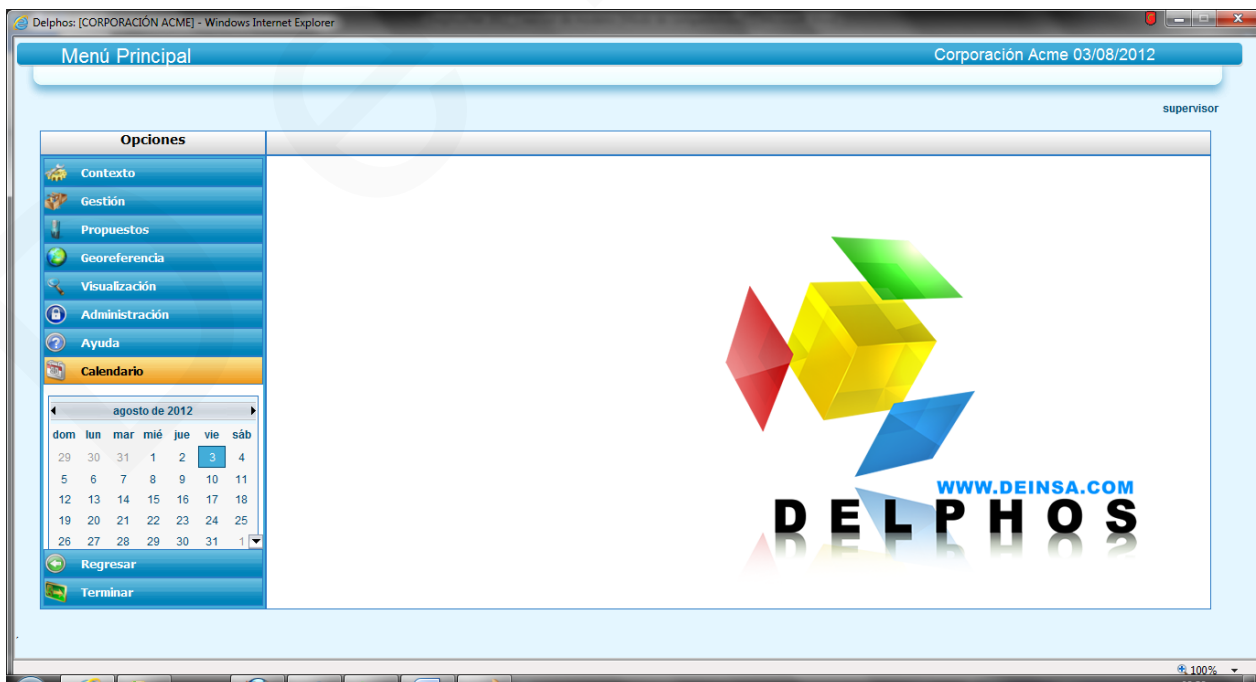 Delphos: [CORPORACIÓN ACME] - Windows Internet Explorer
Menú Principal
Corporación Acme 03/08/2012
supervisor
Opciones
Contexto
Gestión
Propuestos
Georeferencia
Visualización
Administración
Ayuda
Calendario
agosto de 2012
dom lun mar mié jue vie sáb
29 30 31 1 2 3 4
5 6 7 8 9 10 11
12 13 14 15 16 17 18
19 20 21 22 23 24 25
26 27 28 29 30 31 1
Regresar
Terminar
WWW.DEINSA.COM
DELPHOS
100%